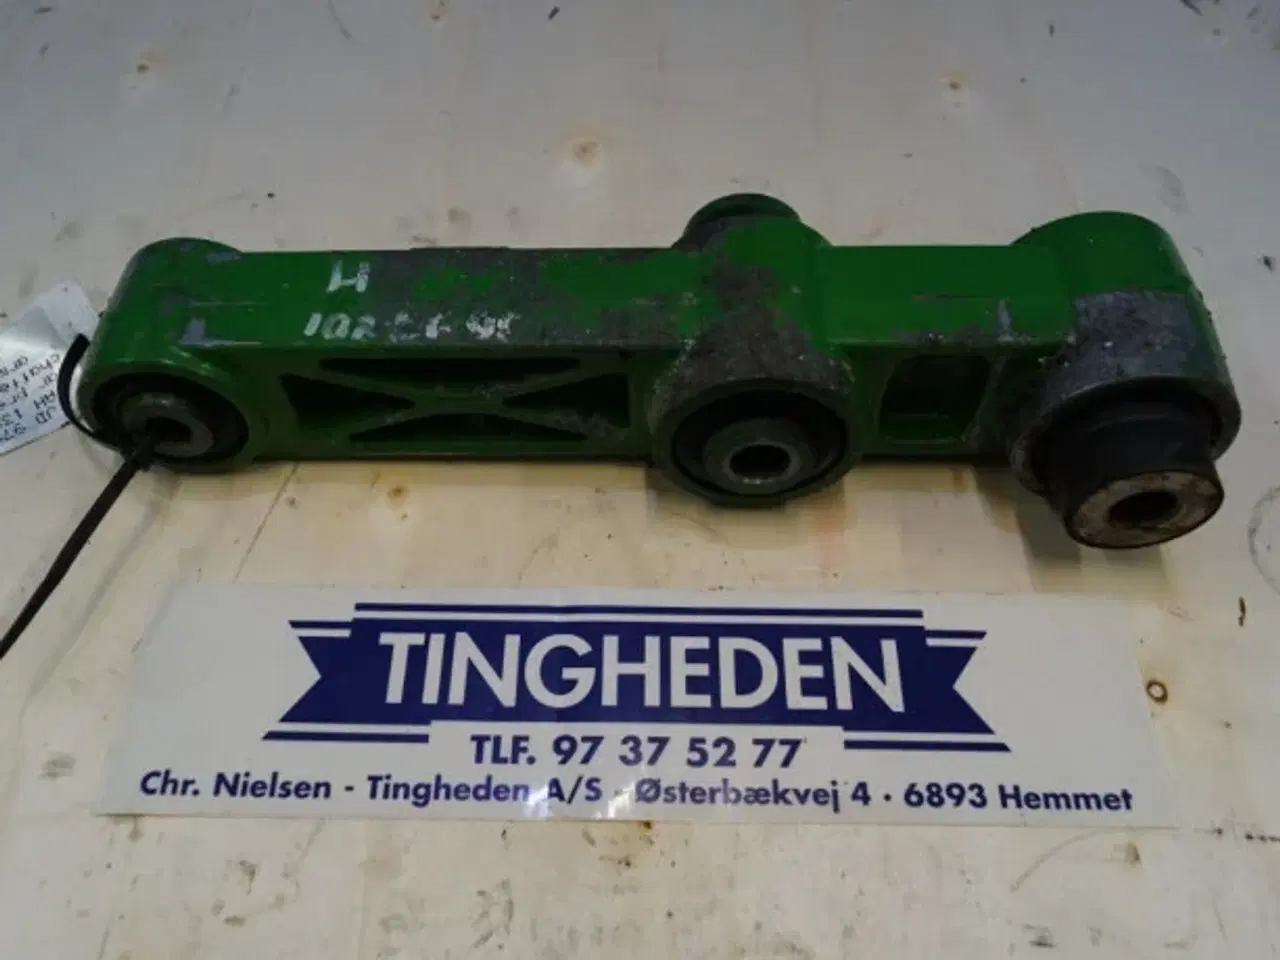 H
TINGHEDEN
TLF. 97 37 52 77
Chr. Nielsen - Tingheden A/S - Østerbækvej 4 · 6893 Hemmet